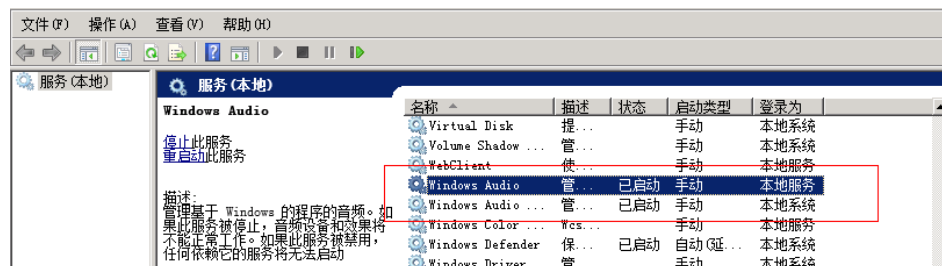 文件(F) 操作(A) 查看(V) 帮助(H)
服务(本地)
服务(本地)
Windows Audio
停止此服务
重启动此服务
描述:
管理基于 Windows 的程序的音频。如
果此服务被停止，音频设备和效果将
不能正常工作。如果此服务被禁用，
任何依赖它的服务将无法启动
名称 描述 状态 启动类型 登录为
Virtual Disk 提... 手动 本地系统
Volume Shadow ... 管... 手动 本地系统
WebClient 使... 手动 本地服务
Windows Audio 管... 已启动 手动 本地服务
Windows Audio ... 管... 已启动 手动 本地系统
Windows Color ... Wcs... 手动 本地服务
Windows Defender 保... 已启动 自动(延... 本地系统
Windows Driver 管 手动 本地系统